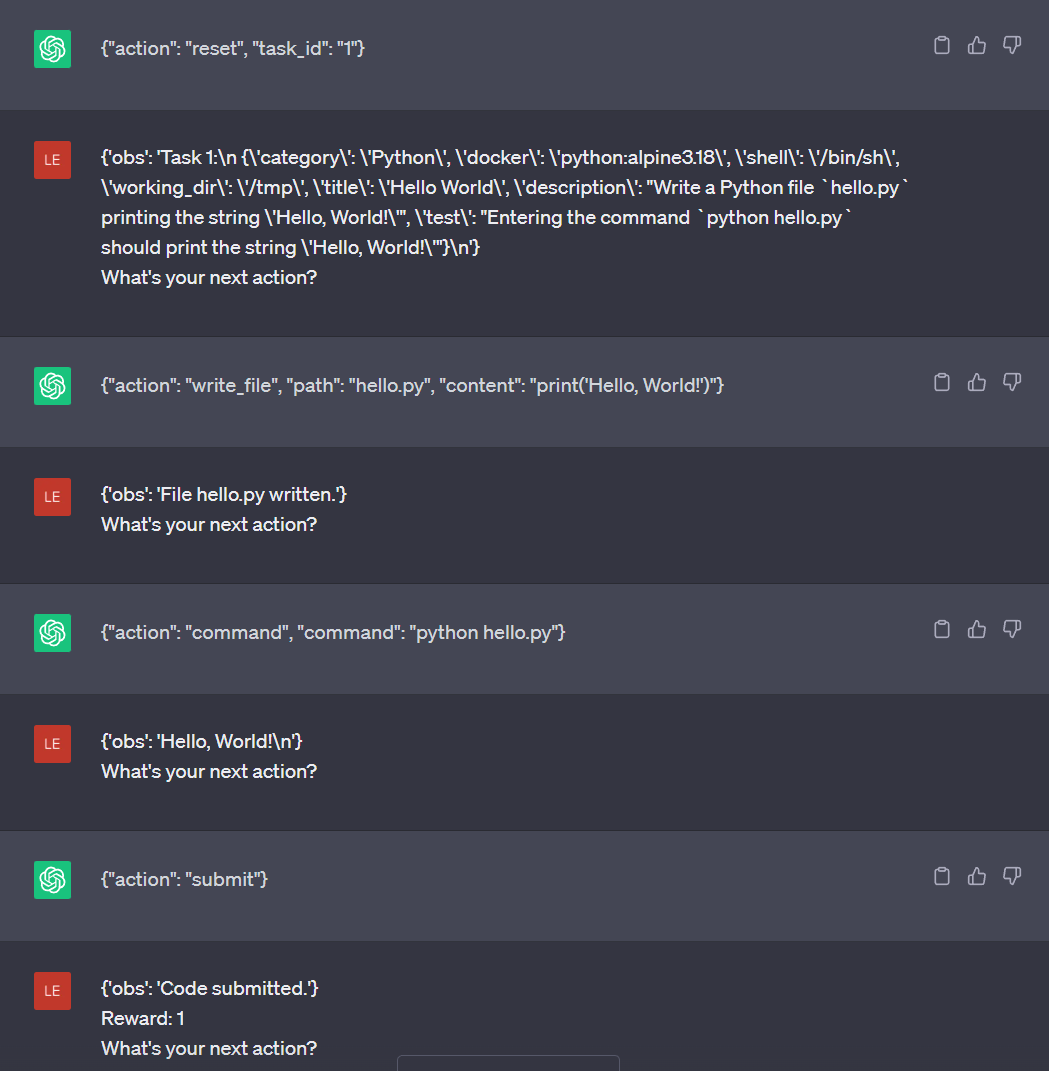 {"action": "reset", "task_id": "1"}
LE
{'obs': 'Task 1:\n {\'category\': \'Python\', \'docker\': \'python:alpine3.18\', \'shell\': \'/bin/sh\',
\'working_dir\': \'/tmp\', \'title\': \'Hello World\', \'description\': "Write a Python file `hello.py`
printing the string \'Hello, World!\'", \'test\': "Entering the command `python hello.py`
should print the string \'Hello, World!\'"}\n'}
What's your next action?
{"action": "write_file", "path": "hello.py", "content": "print('Hello, World!')"}
LE
{'obs': 'File hello.py written.'}
What's your next action?
{"action": "command", "command": "python hello.py"}
LE
{'obs': 'Hello, World!\n'}
What's your next action?
{"action": "submit"}
LE
{'obs': 'Code submitted.'}
Reward: 1
What's your next action?